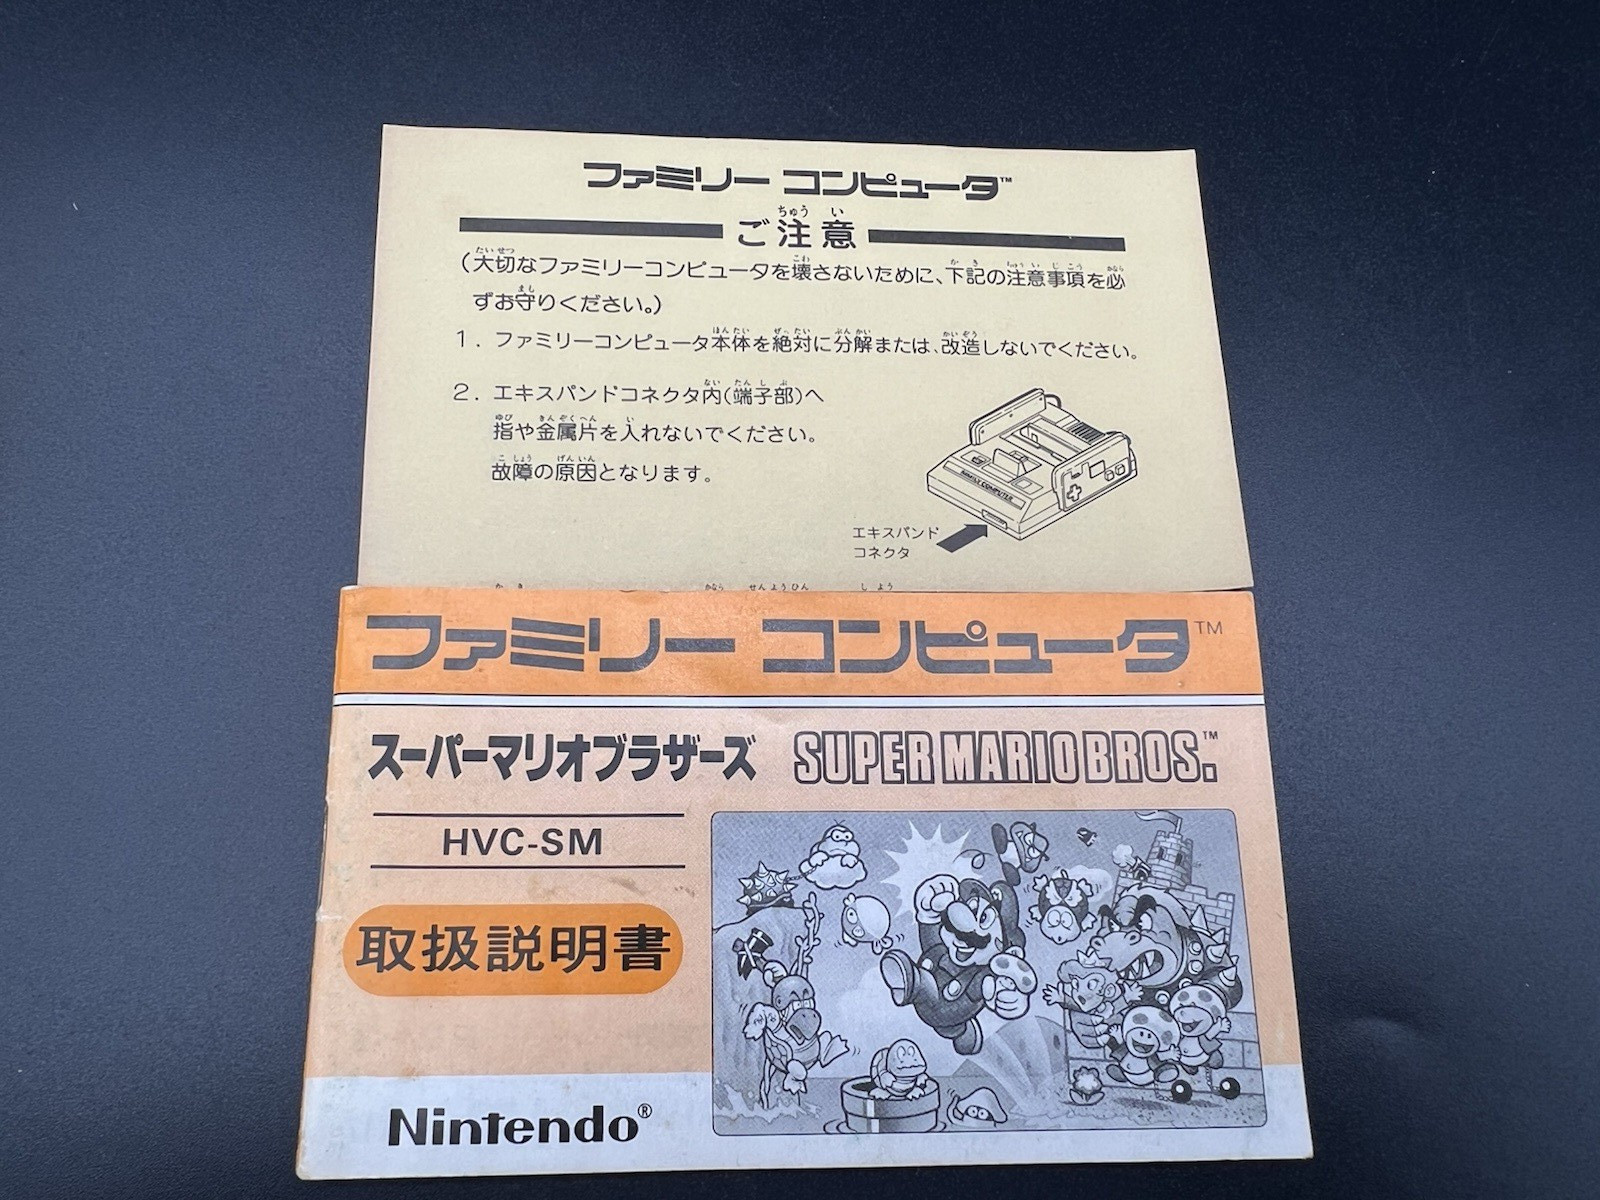 ファミリー コンピュータ™
ご注意
(大切なファミリーコンピュータを壊さないために、下記の注意事項を必
ずお守りください。)
1. ファミリーコンピュータ本体を絶対に分解または、改造しないでください。
2. エキスパンドコネクタ内(端子部)へ
指や金属片を入れないでください。
故障の原因となります。
FAMILY COMPUTER
エキスパンド
コネクタ
ファミリー コンピュータ™
スーパーマリオブラザーズ SUPER MARIO BROS.™
HVC-SM
取扱説明書
Nintendo®